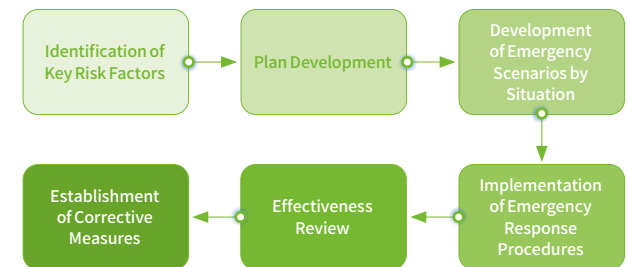 Identification of
Key Risk Factors
Plan Development
Development
of Emergency
Scenarios by
Situation
Implementation
of Emergency
Response
Procedures
Effectiveness
Review
Establishment
of Corrective
Measures